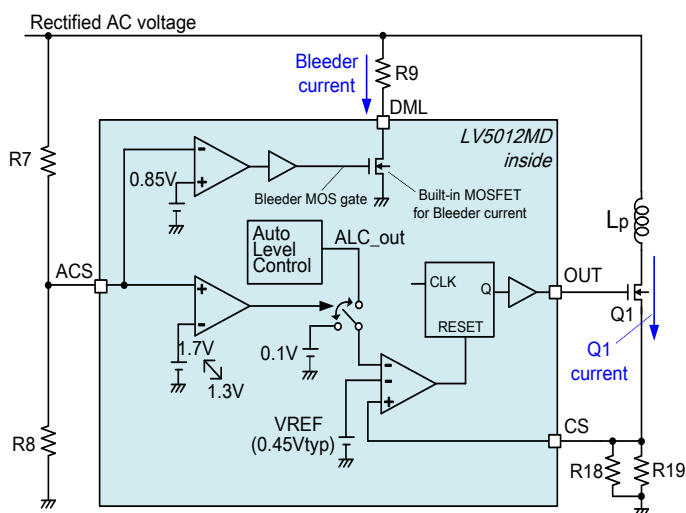 Rectified AC voltage
Bleeder
current
R9
DML
LV5012MD
inside
R7
-
+
0.85V
Bleeder MOS gate
Built-in MOSFET
for Bleeder current
Auto
Level
Control
ALC_out
Lp
ACS
+
-
CLK
Q
RESET
OUT
Q1
1.7V
1.3V
0.1V
-
-
+
Q1
current
VREF
(0.45Vtyp)
CS
R8
R18
R19